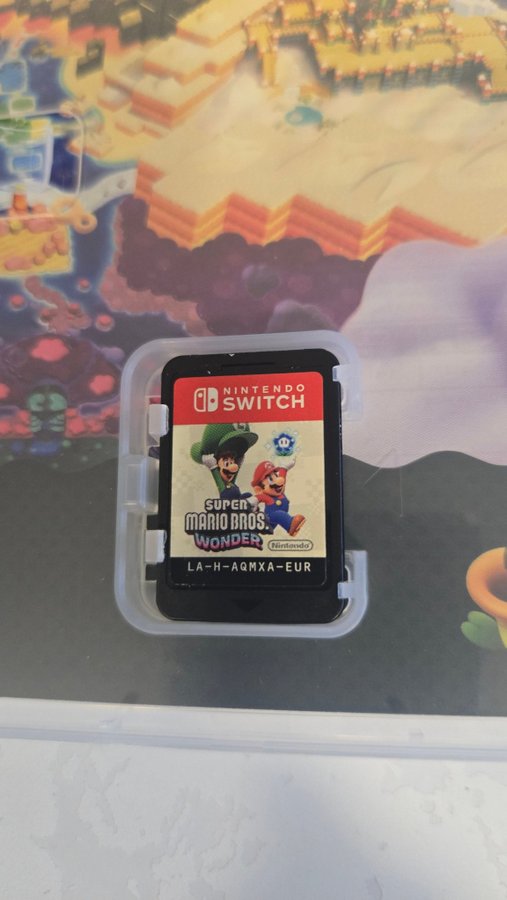 NINTENDO
SWITCH
SUPER
MARIO BROS.
WONDER
Nintendo
LA-H-AQMXA-EUR